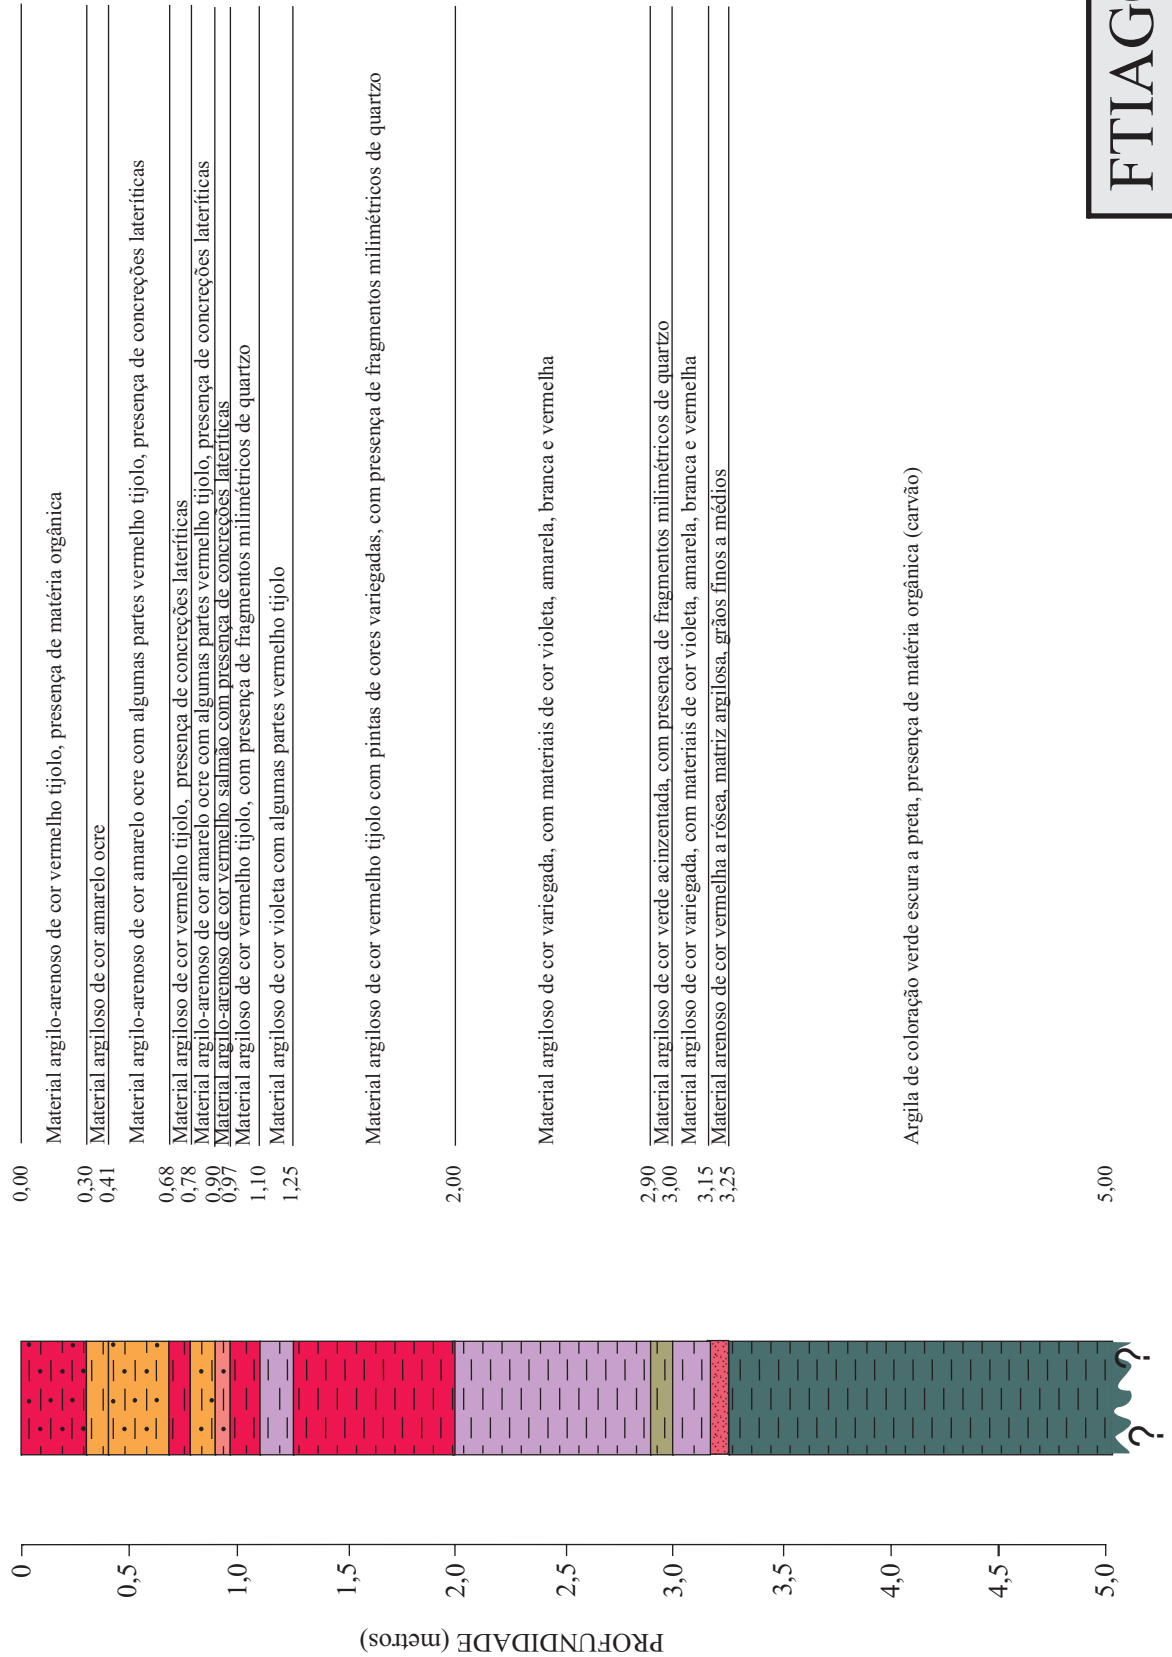 PROFUNDIDADE (metros)
0
0,5
1,0
1,5
2,0
2,5
3,0
3,5
4,0
4,5
5,0
0,00
Material argilo-arenoso de cor vermelho tijolo, presença de matéria orgânica
0,30
Material argiloso de cor amarelo ocre
0,41
Material argilo-arenoso de cor amarelo ocre com algumas partes vermelho tijolo, presença de concreções lateríticas
0,68
Material argiloso de cor vermelho tijolo, presença de concreções lateríticas
0,78
Material argilo-arenoso de cor amarelo ocre com algumas partes vermelho tijolo, presença de concreções lateríticas
0,90
Material argilo-arenoso de cor vermelho salmão com presença de concreções lateríticas
0,97
Material argiloso de cor vermelho tijolo, com presença de fragmentos milimétricos de quartzo
1,10
Material argiloso de cor violeta com algumas partes vermelho tijolo
1,25
Material argiloso de cor vermelho tijolo com pintas de cores variegadas, com presença de fragmentos milimétricos de quartzo
2,00
Material argiloso de cor variegada, com materiais de cor violeta, amarela, branca e vermelha
2,90
Material argiloso de cor verde acinzentada, com presença de fragmentos milimétricos de quartzo
3,00
Material argiloso de cor variegada, com materiais de cor violeta, amarela, branca e vermelha
3,15
Material arenoso de cor vermelha a rósea, matriz argilosa, grãos finos a médios
3,25
Argila de coloração verde escura a preta, presença de matéria orgânica (carvão)
5,00
? ?